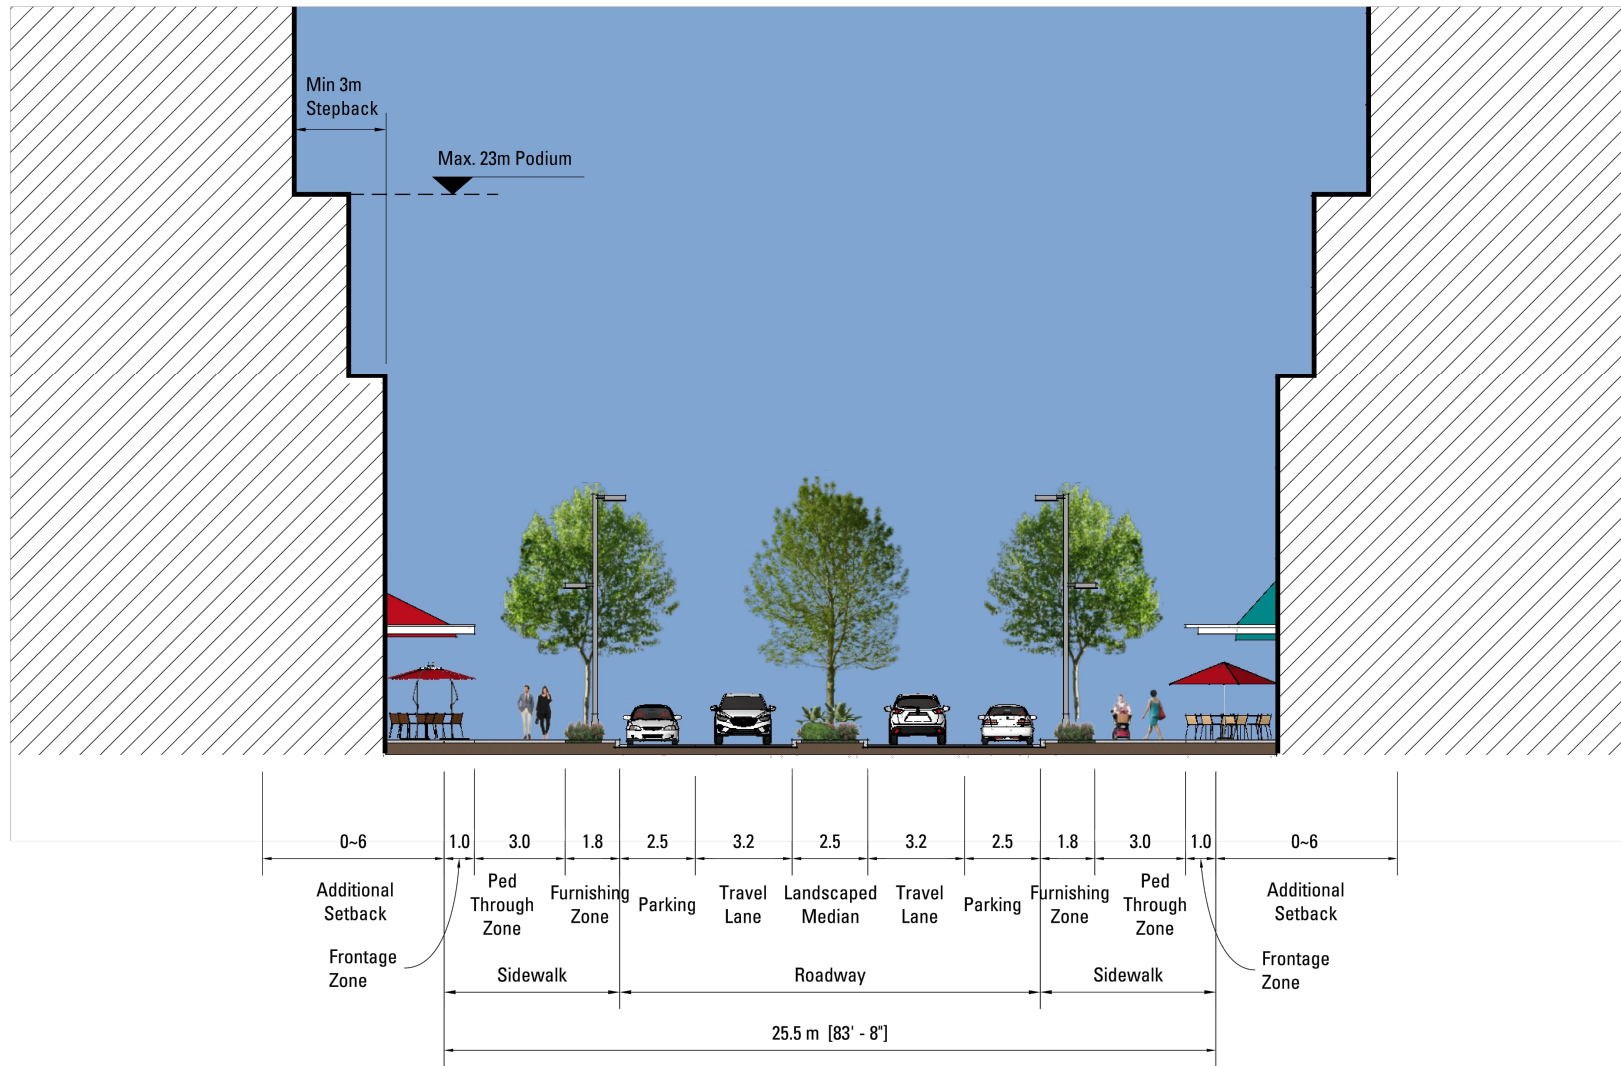 Min 3m
Stepback
Max. 23m Podium
0~6
1.0
3.0
1.8
2.5
3.2
2.5
3.2
2.5
1.8
3.0
1.0
0~6
Additional
Setback
Ped
Through
Zone
Furnishing
Zone
Parking
Travel
Lane
Landscaped
Median
Travel
Lane
Parking
Furnishing
Zone
Ped
Through
Zone
Additional
Setback
Frontage
Zone
Frontage
Zone
Sidewalk
Roadway
Sidewalk
25.5 m [83' - 8"]